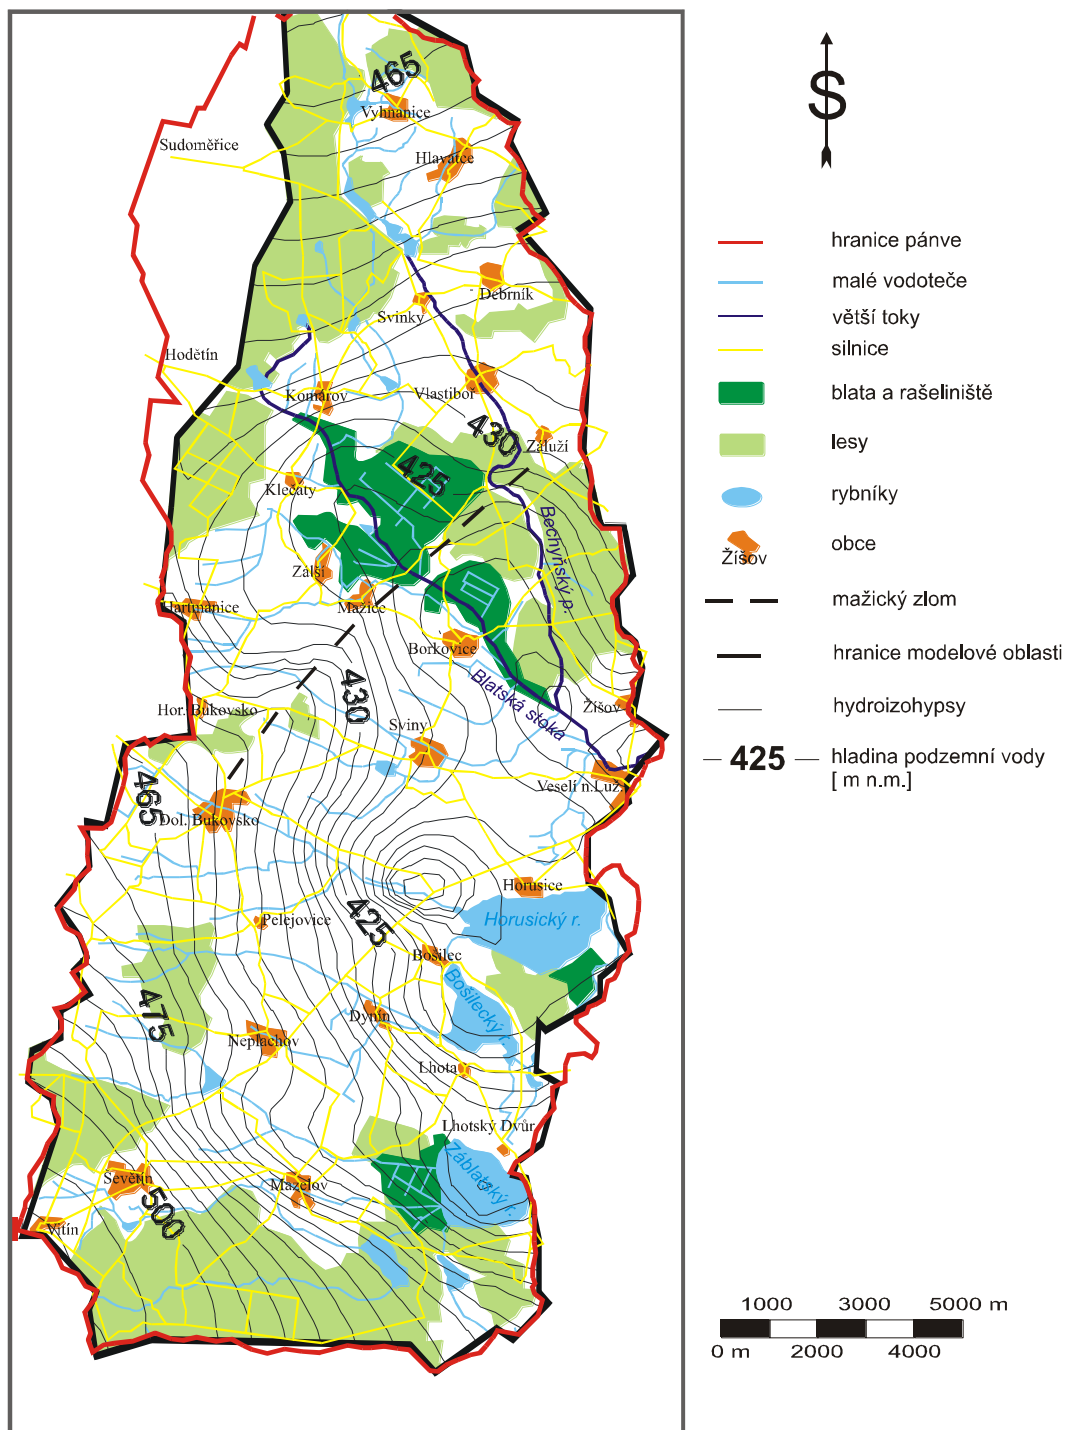 465
Vyhnanice
Sudoměřice
Hlavatce
Debrník
Svinky
Hodětín
Komárov
Vlastiboř
430
Záluží
425
Klečaty
Bechyňský p.
Zálší
Mažice
Hartmanice
Borkovice
Blatská stoka
430
Hor. Bukovsko
Žíšov
Sviny
465
Veselí n.Luž.
Dol. Bukovsko
Horusice
425
Pelejovice
Horusický r.
Bošilec
Bošilecký r.
475
Dynín
Neplachov
Lhota
Lhotský Dvůr
Záblatský r.
Ševětín
Mazelov
500
Vitín
S
hranice pánve
malé vodoteče
větší toky
silnice
blata a rašeliniště
lesy
rybníky
obce
Žíšov
mažický zlom
hranice modelové oblasti
hydroizohypsy
425
hladina podzemní vody
[ m n.m.]
1000 3000 5000 m
0 m 2000 4000